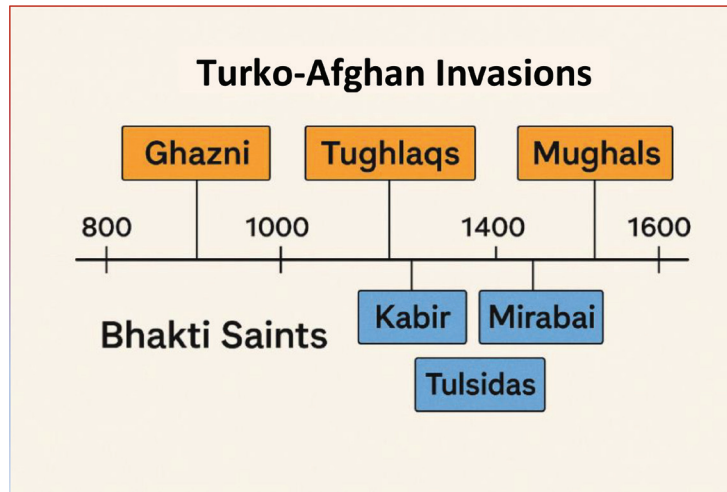 Turko-Afghan Invasions
Ghazni Tughlaqs Mughals
800 1000 1400 1600
Kabir Mirabai
Bhakti Saints
Tulsidas